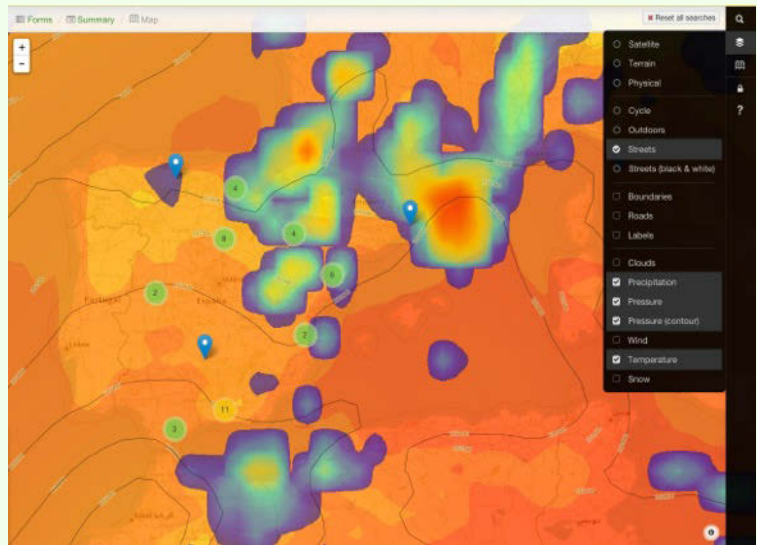 Forms / Summary / Map
✖ Reset all searches
+
−
Satellite
Terrain
Physical
Cycle
Outdoors
Streets
Streets (black & white)
Boundaries
Roads
Labels
Clouds
Precipitation
Pressure
Pressure (contour)
Wind
Temperature
Snow
?
4
8
4
6
2
Portugal
España
2
Lisboa
11
3